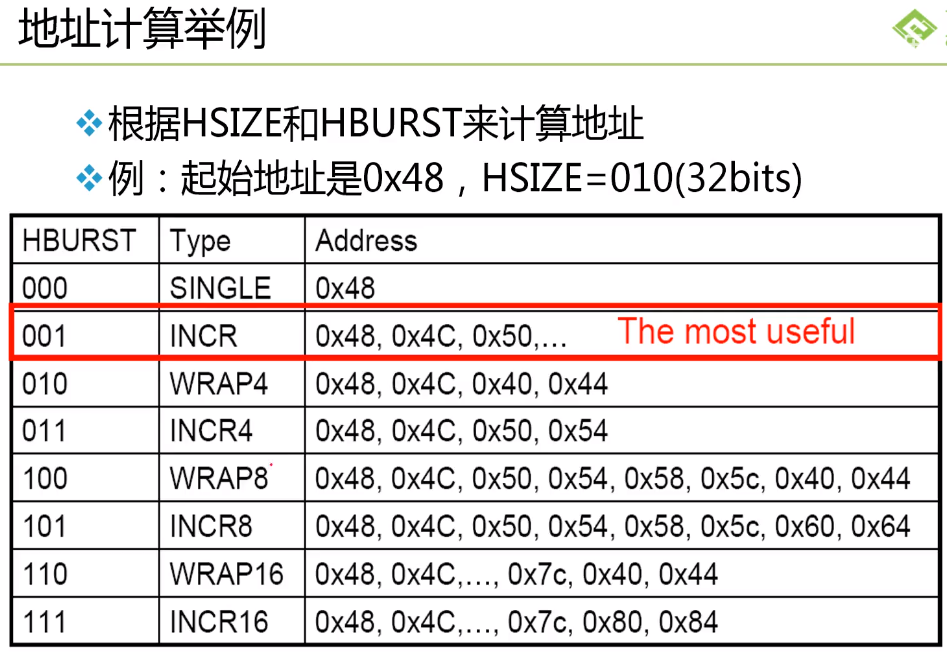 地址计算举例
根据HSIZE和HBURST来计算地址
例：起始地址是0x48，HSIZE=010(32bits)
HBURST Type Address
000 SINGLE 0x48
001 INCR 0x48, 0x4C, 0x50,… The most useful
010 WRAP4 0x48, 0x4C, 0x40, 0x44
011 INCR4 0x48, 0x4C, 0x50, 0x54
100 WRAP8 0x48, 0x4C, 0x50, 0x54, 0x58, 0x5c, 0x40, 0x44
101 INCR8 0x48, 0x4C, 0x50, 0x54, 0x58, 0x5c, 0x60, 0x64
110 WRAP16 0x48, 0x4C,…, 0x7c, 0x40, 0x44
111 INCR16 0x48, 0x4C,…, 0x7c, 0x80, 0x84